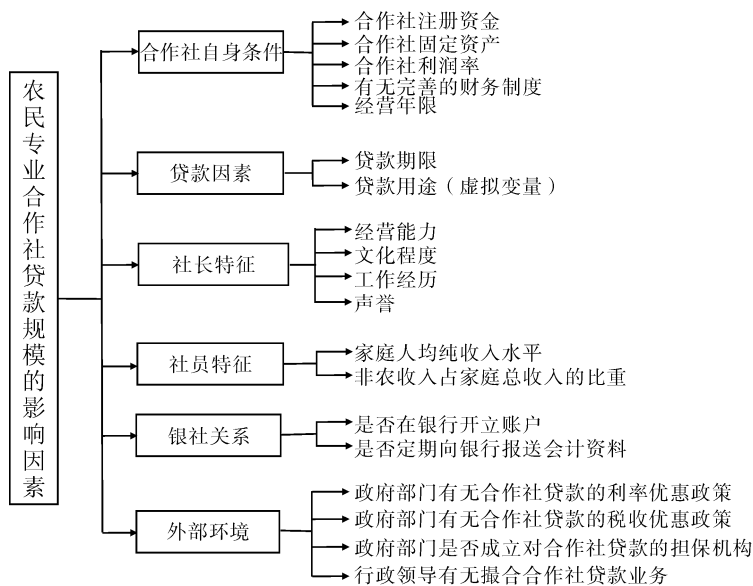 农民专业合作社贷款规模的影响因素
合作社自身条件
合作社注册资金
合作社固定资产
合作社利润率
有无完善的财务制度
经营年限
贷款因素
贷款期限
贷款用途（虚拟变量）
社长特征
经营能力
文化程度
工作经历
声誉
社员特征
家庭人均纯收入水平
非农收入占家庭总收入的比重
银社关系
是否在银行开立账户
是否定期向银行报送会计资料
外部环境
政府部门有无合作社贷款的利率优惠政策
政府部门有无合作社贷款的税收优惠政策
政府部门是否成立对合作社贷款的担保机构
行政领导有无撮合合作社贷款业务